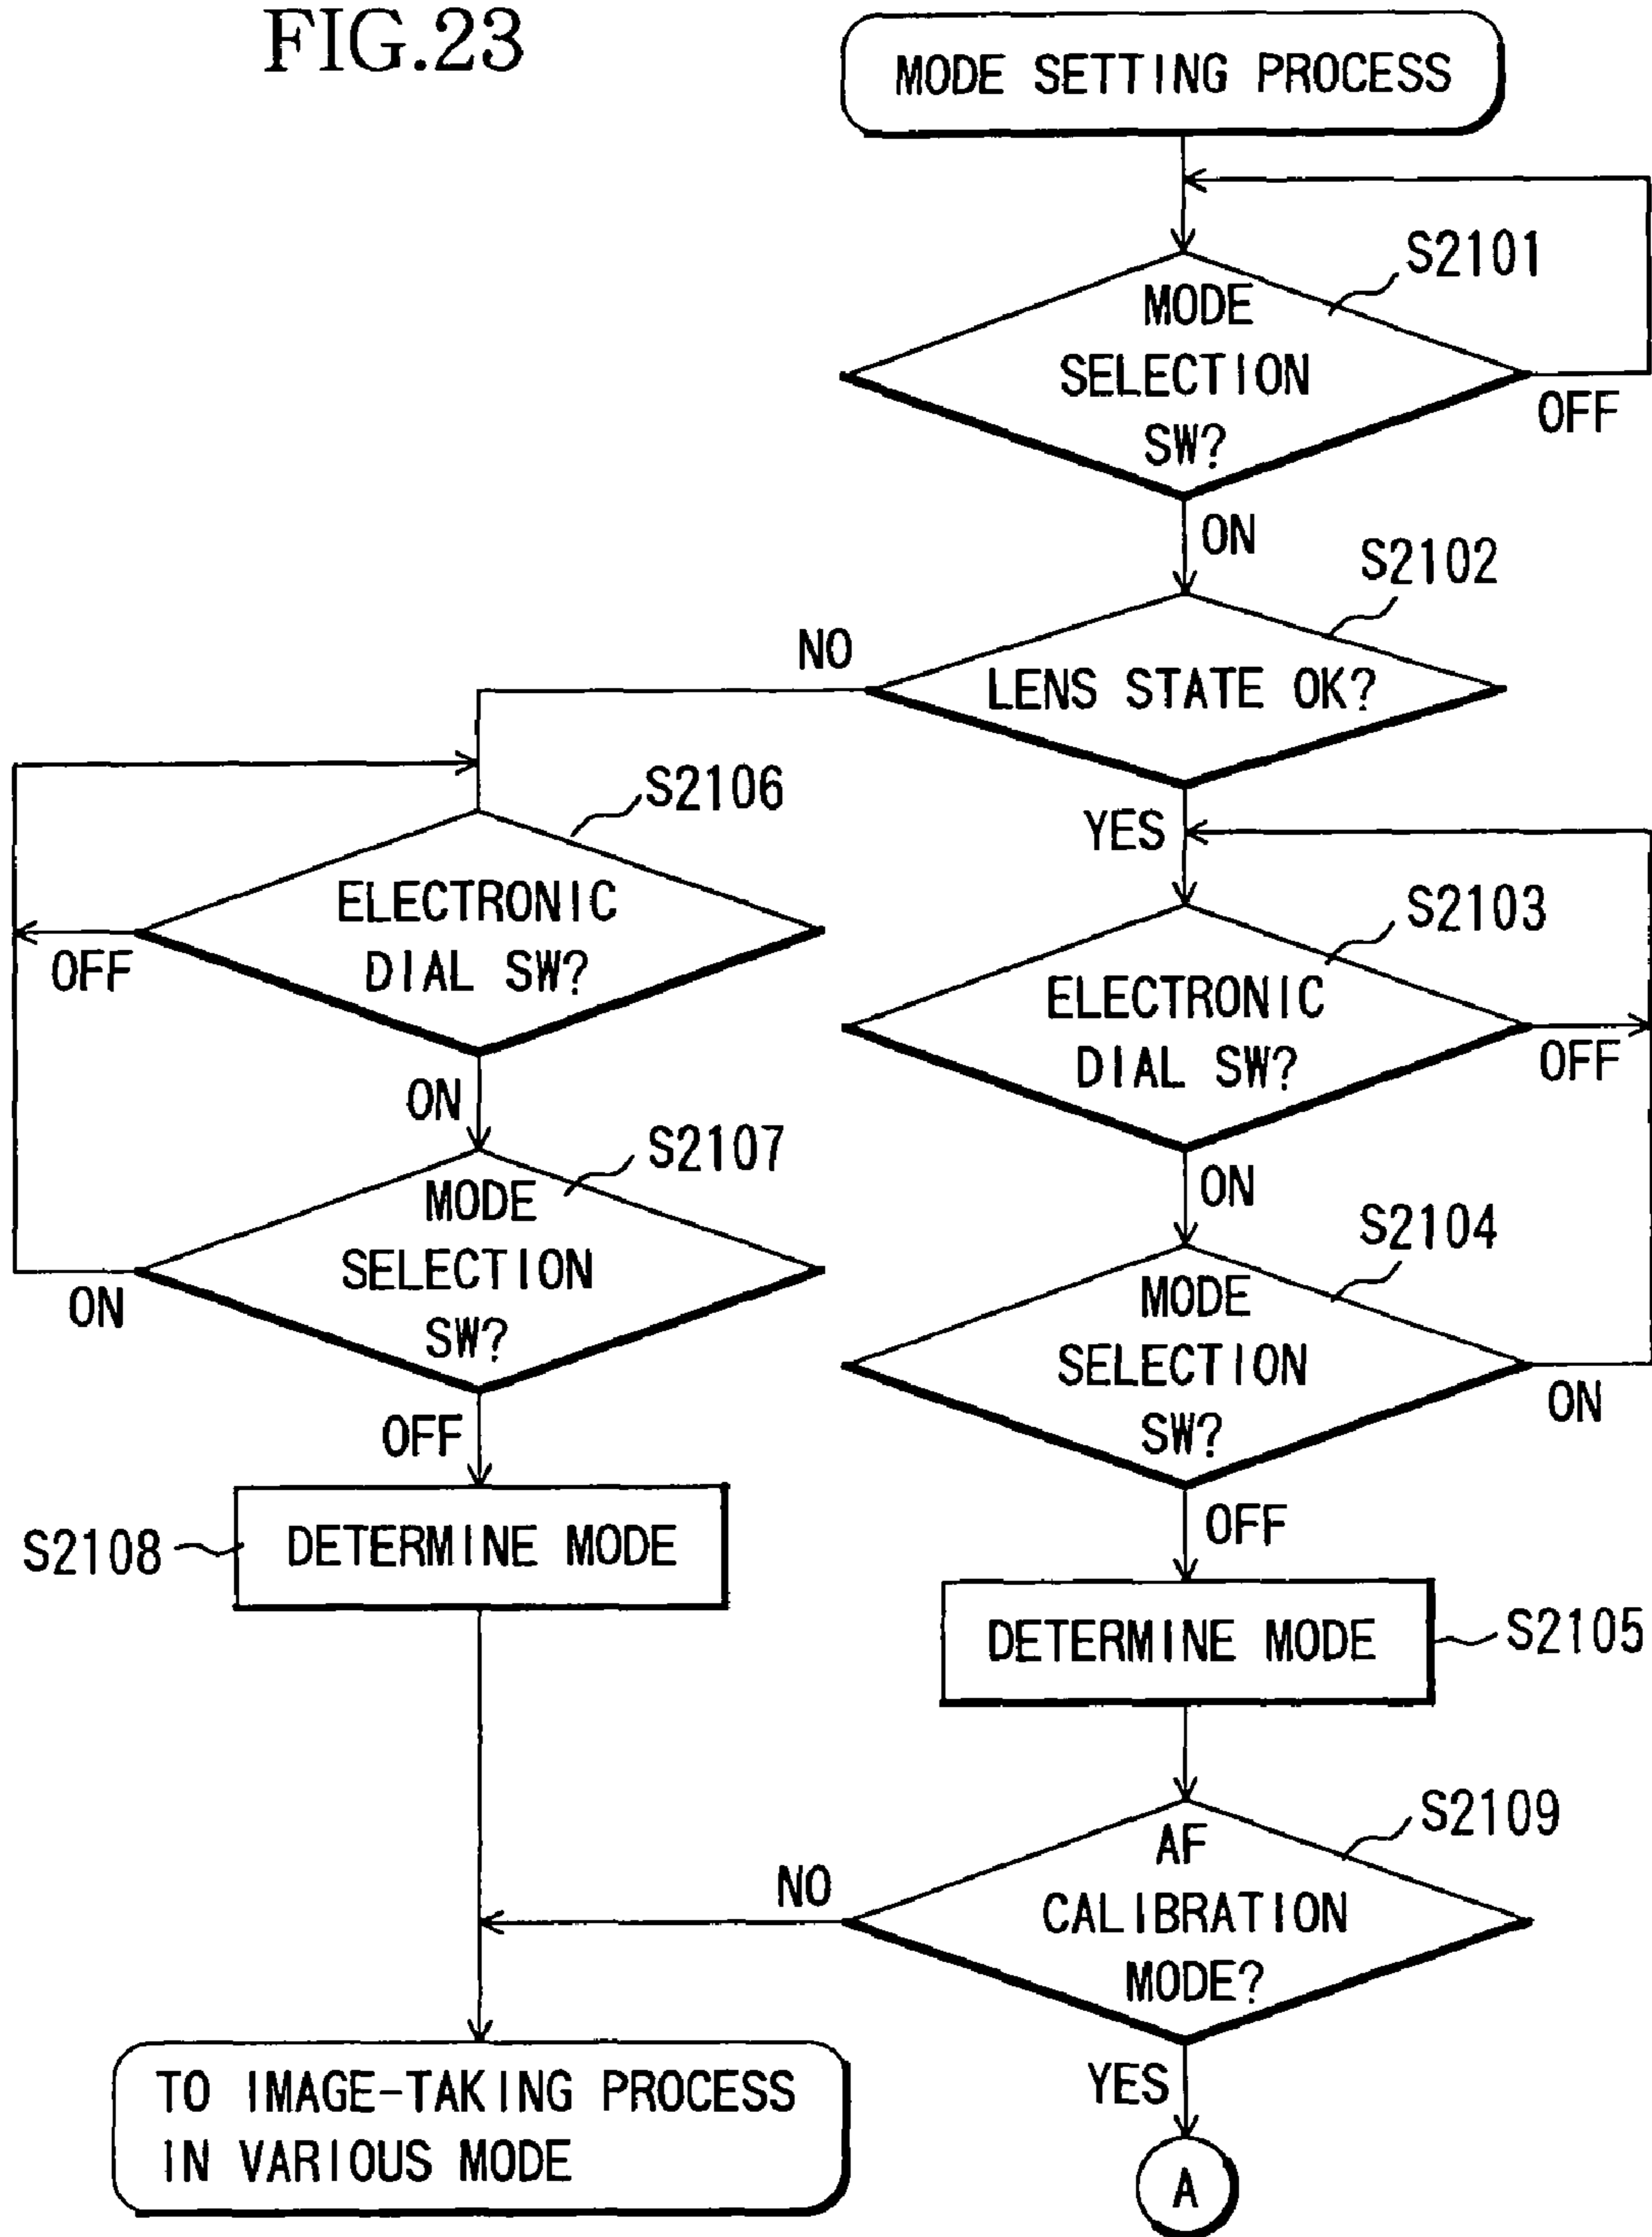 FIG.23
MODE SETTING PROCESS
S2101
MODE
SELECTION
SW?
OFF
ON
S2102
NO
LENS STATE OK?
YES
S2106
ELECTRONIC
DIAL SW?
OFF
ON
S2103
ELECTRONIC
DIAL SW?
OFF
ON
S2107
MODE
SELECTION
SW?
ON
OFF
S2104
MODE
SELECTION
SW?
ON
OFF
S2108
DETERMINE MODE
DETERMINE MODE
S2105
S2109
AF
CALIBRATION
MODE?
NO
YES
TO IMAGE-TAKING PROCESS
IN VARIOUS MODE
A